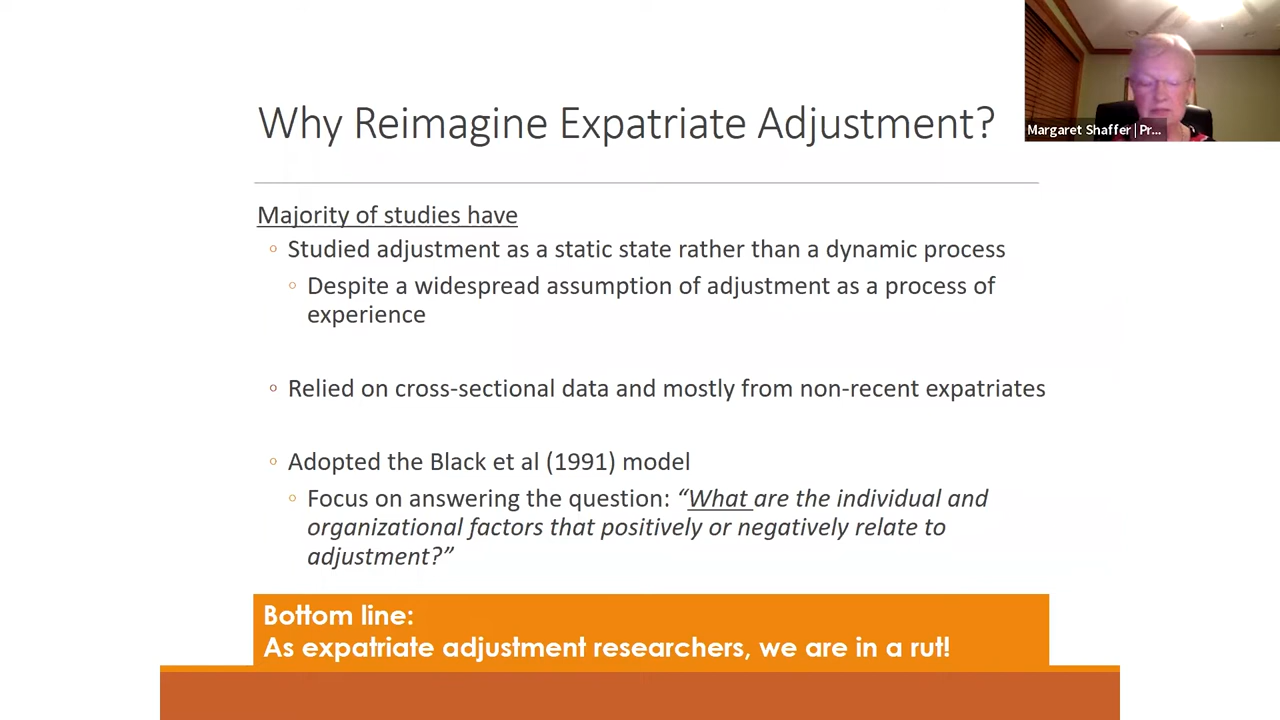 Why Reimagine Expatriate Adjustment?
Margaret Shaffer | Pr...
Majority of studies have
◦ Studied adjustment as a static state rather than a dynamic process
◦ Despite a widespread assumption of adjustment as a process of
experience
◦ Relied on cross-sectional data and mostly from non-recent expatriates
◦ Adopted the Black et al (1991) model
◦ Focus on answering the question: “What are the individual and
organizational factors that positively or negatively relate to
adjustment?”
Bottom line:
As expatriate adjustment researchers, we are in a rut!